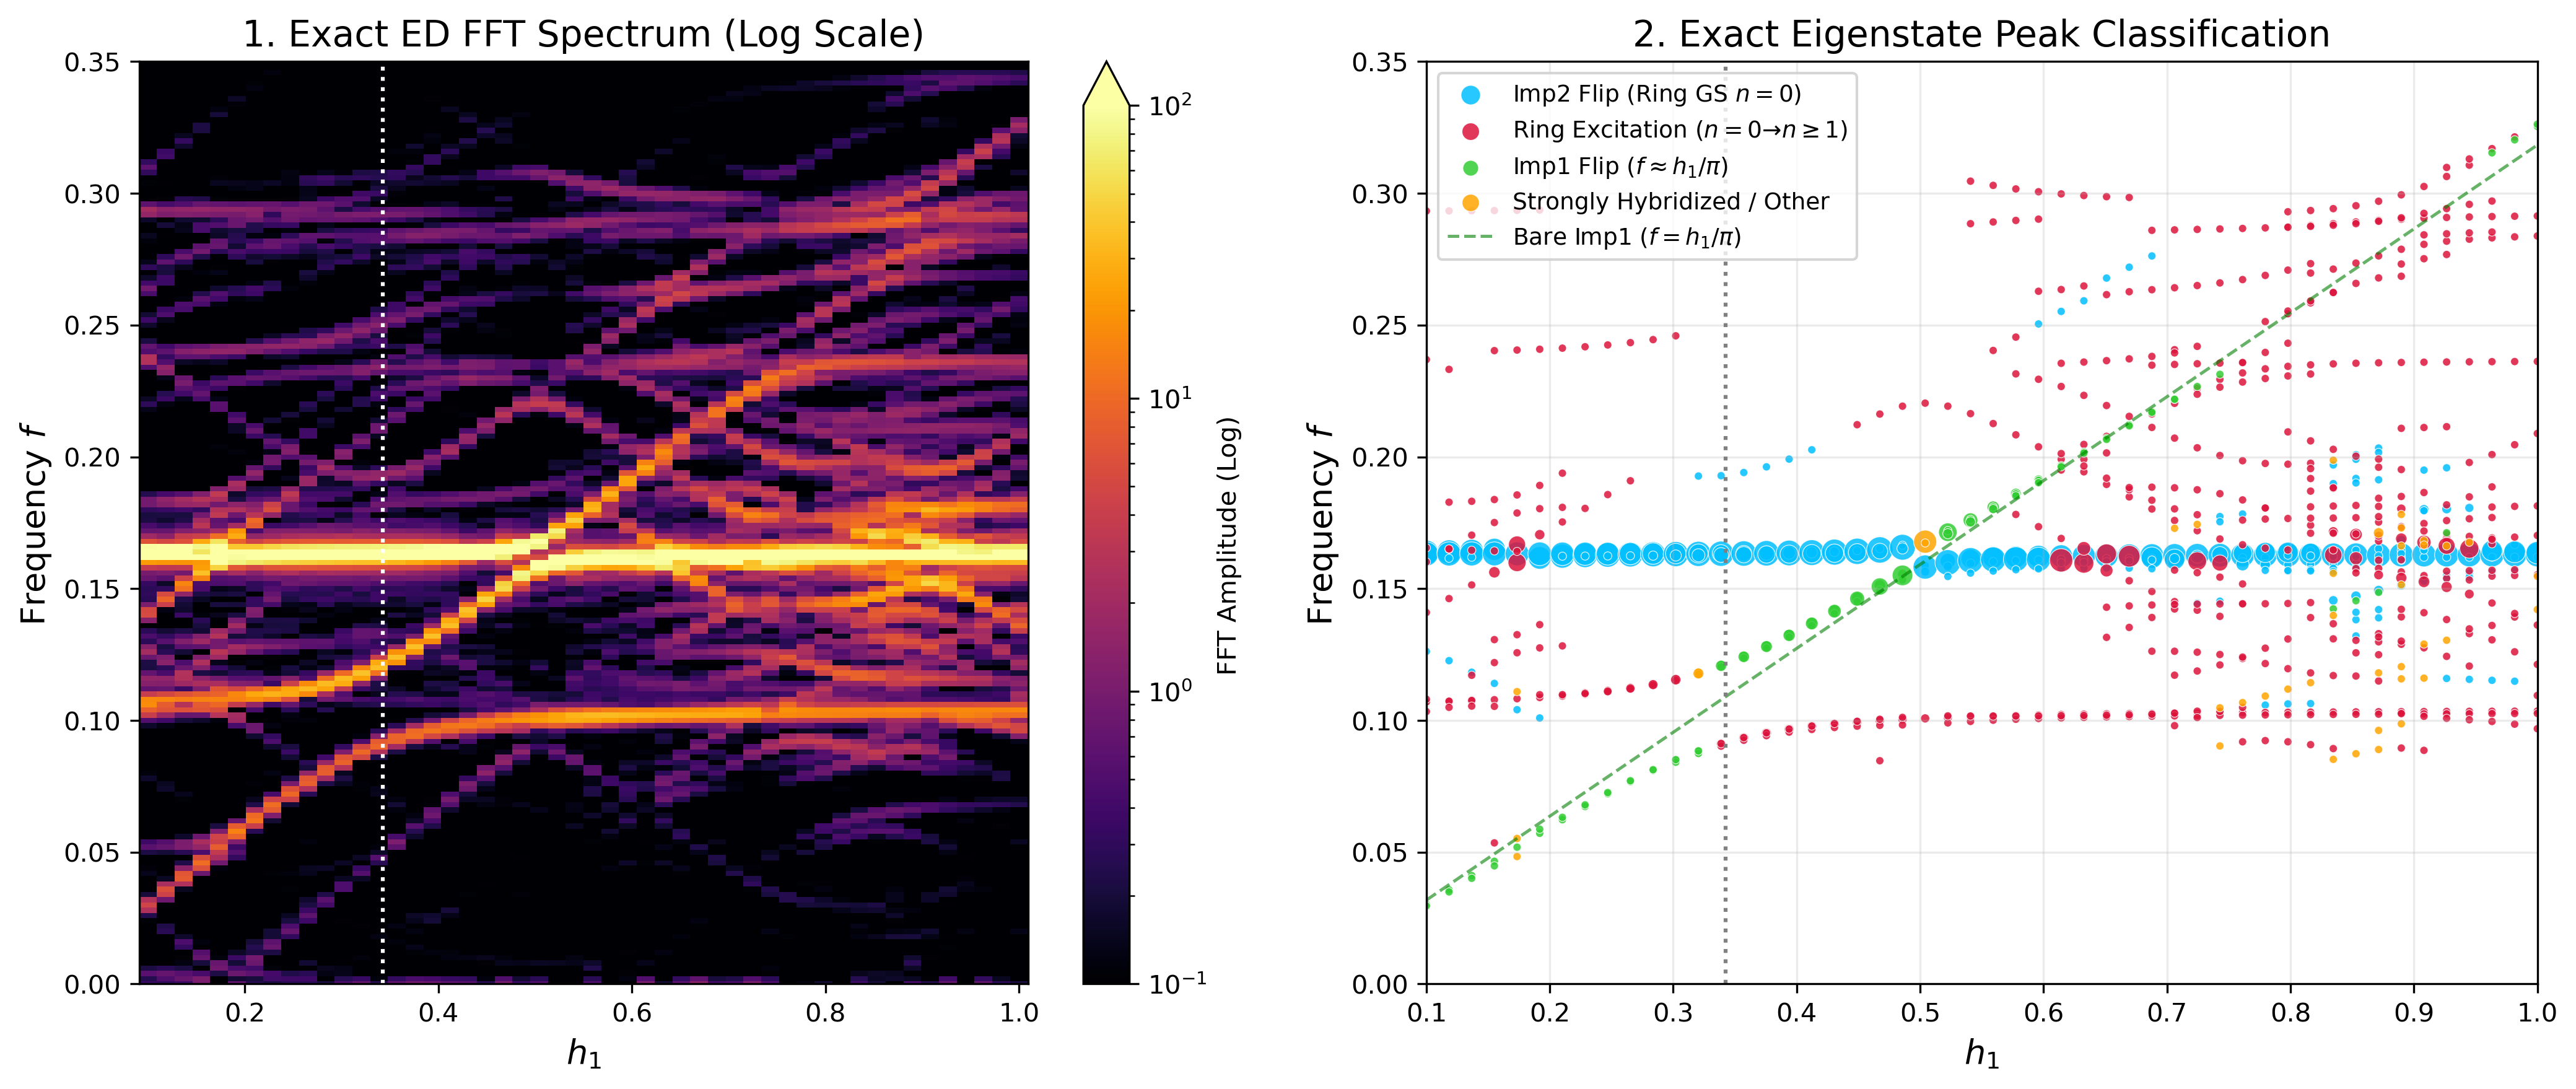 1. Exact ED FFT Spectrum (Log Scale)
Frequency f
0.35
0.30
0.25
0.20
0.15
0.10
0.05
0.00
0.2
0.4
0.6
0.8
1.0
h₁
10²
10¹
10⁰
10⁻¹
FFT Amplitude (Log)
2. Exact Eigenstate Peak Classification
Frequency f
0.35
0.30
0.25
0.20
0.15
0.10
0.05
0.00
0.1
0.2
0.3
0.4
0.5
0.6
0.7
0.8
0.9
1.0
h₁
Imp2 Flip (Ring GS n = 0)
Ring Excitation (n = 0→n ≥ 1)
Imp1 Flip (f ≈ h₁/π)
Strongly Hybridized / Other
Bare Imp1 (f = h₁/π)